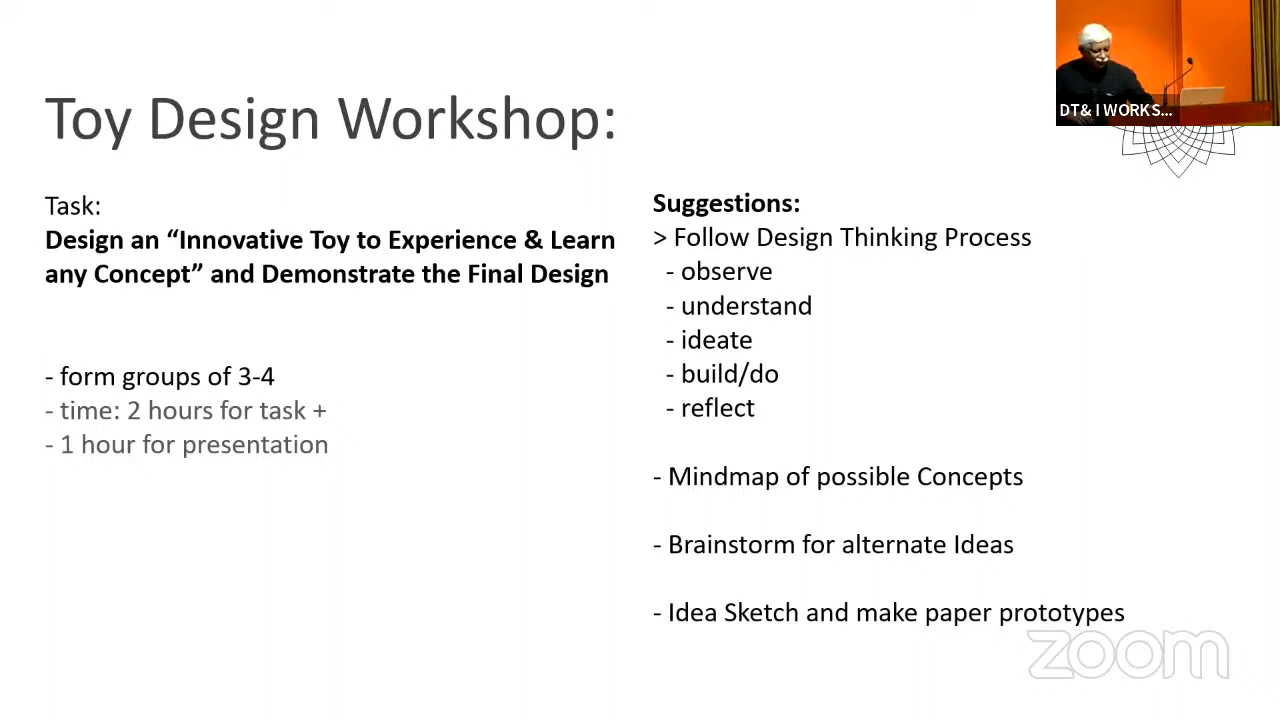 Toy Design Workshop:
Task:
Design an “Innovative Toy to Experience & Learn
any Concept” and Demonstrate the Final Design
- form groups of 3-4
- time: 2 hours for task +
- 1 hour for presentation
Suggestions:
> Follow Design Thinking Process
- observe
- understand
- ideate
- build/do
- reflect
- Mindmap of possible Concepts
- Brainstorm for alternate Ideas
- Idea Sketch and make paper prototypes
DT& I WORKS...
zoom